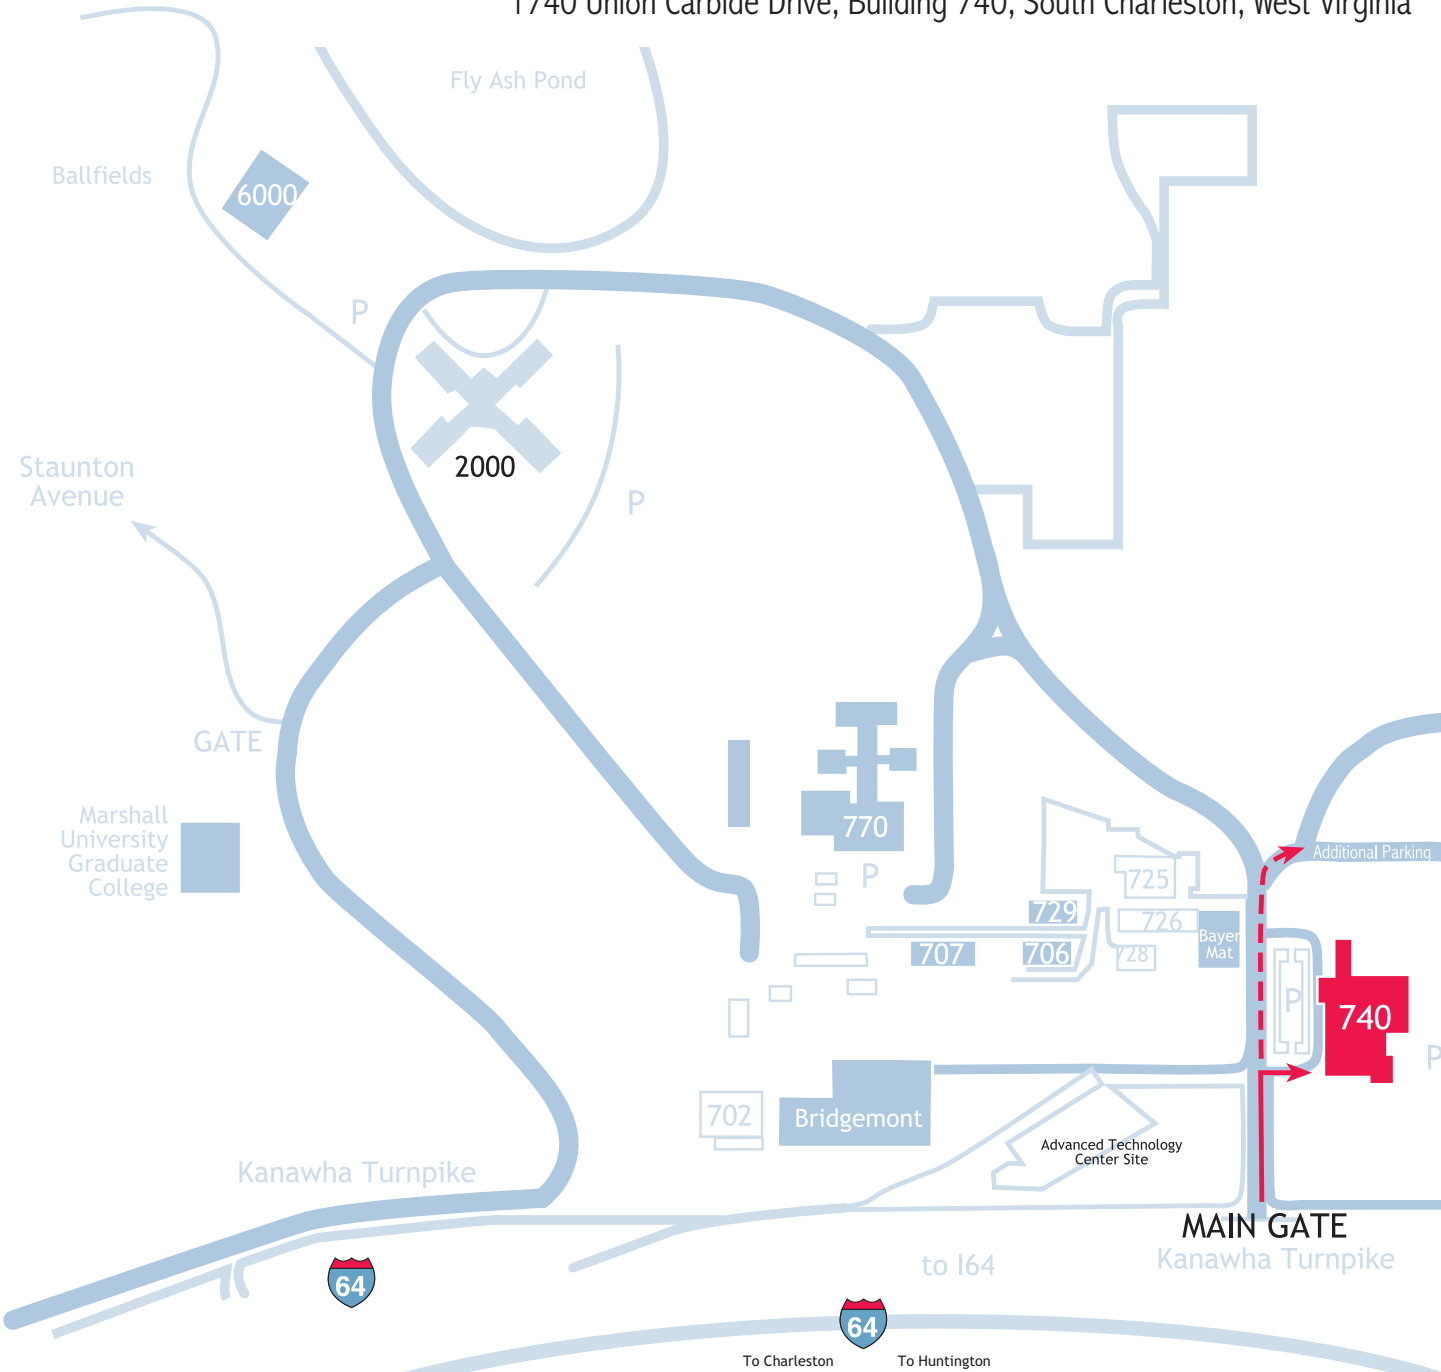 1740 Union Carbide Drive, Building 740, South Charleston, West Virginia
Fly Ash Pond
Ballfields
6000
P
2000
Staunton
Avenue
P
GATE
Marshall
University
Graduate
College
770
P
Additional Parking
725
729
726
Bayer
Mat
707
706
728
P
740
P
702
Bridgemont
Advanced Technology
Center Site
Kanawha Turnpike
MAIN GATE
Kanawha Turnpike
to I64
64
64
To Charleston
To Huntington